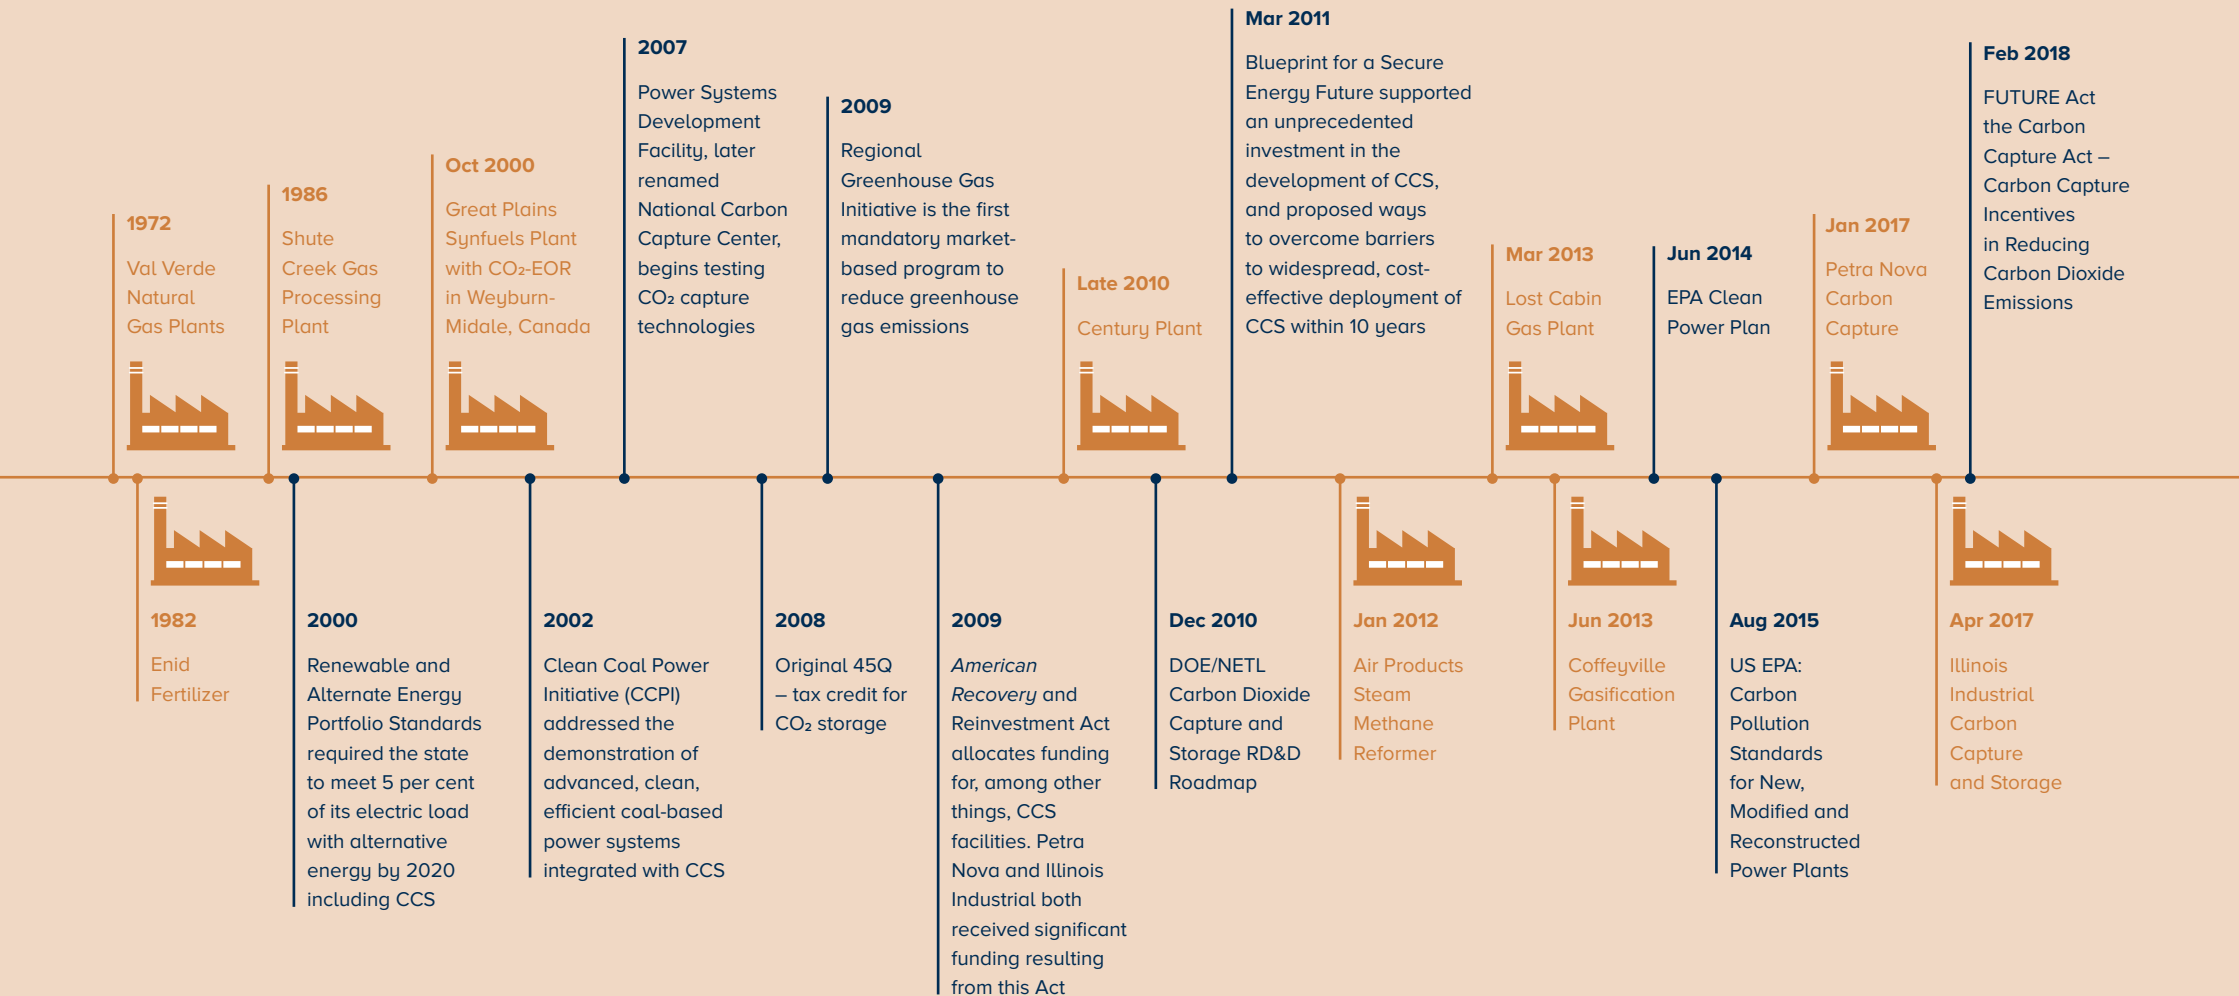 1972
Val Verde
Natural
Gas Plants
1982
Enid
Fertilizer
1986
Shute
Creek Gas
Processing
Plant
2000
Renewable and
Alternate Energy
Portfolio Standards
required the state
to meet 5 per cent
of its electric load
with alternative
energy by 2020
including CCS
Oct 2000
Great Plains
Synfuels Plant
with CO₂-EOR
in Weyburn-
Midale, Canada
2002
Clean Coal Power
Initiative (CCPI)
addressed the
demonstration of
advanced, clean,
efficient coal-based
power systems
integrated with CCS
2007
Power Systems
Development
Facility, later
renamed
National Carbon
Capture Center,
begins testing
CO₂ capture
technologies
2008
Original 45Q
– tax credit for
CO₂ storage
2009
Regional
Greenhouse Gas
Initiative is the first
mandatory market-
based program to
reduce greenhouse
gas emissions
2009
American
Recovery and
Reinvestment Act
allocates funding
for, among other
things, CCS
facilities. Petra
Nova and Illinois
Industrial both
received significant
funding resulting
from this Act
Late 2010
Century Plant
Dec 2010
DOE/NETL
Carbon Dioxide
Capture and
Storage RD&D
Roadmap
Mar 2011
Blueprint for a Secure
Energy Future supported
an unprecedented
investment in the
development of CCS,
and proposed ways
to overcome barriers
to widespread, cost-
effective deployment of
CCS within 10 years
Jan 2012
Air Products
Steam
Methane
Reformer
Mar 2013
Lost Cabin
Gas Plant
Jun 2013
Coffeyville
Gasification
Plant
Jun 2014
EPA Clean
Power Plan
Aug 2015
US EPA:
Carbon
Pollution
Standards
for New,
Modified and
Reconstructed
Power Plants
Jan 2017
Petra Nova
Carbon
Capture
Apr 2017
Illinois
Industrial
Carbon
Capture
and Storage
Feb 2018
FUTURE Act
the Carbon
Capture Act –
Carbon Capture
Incentives
in Reducing
Carbon Dioxide
Emissions